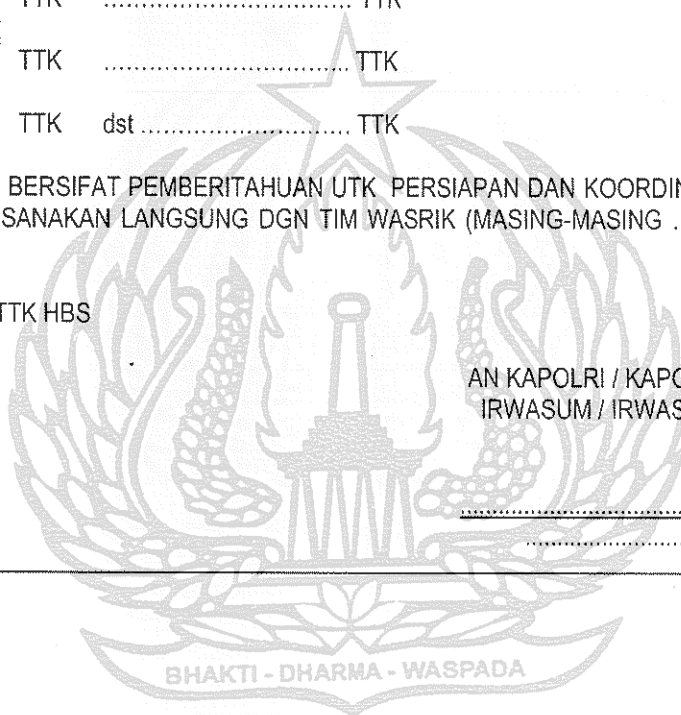 TTK ................................ TTK
TTK ................................ TTK
TTK dst ........................... TTK
BERSIFAT PEMBERITAHUAN UTK PERSIAPAN DAN KOORDIN
SANAKAN LANGSUNG DGN TIM WASRIK (MASING-MASING .
TTK HBS
AN KAPOLRI / KAPO
IRWASUM / IRWAS
BHAKTI - DHARMA - WASPADA